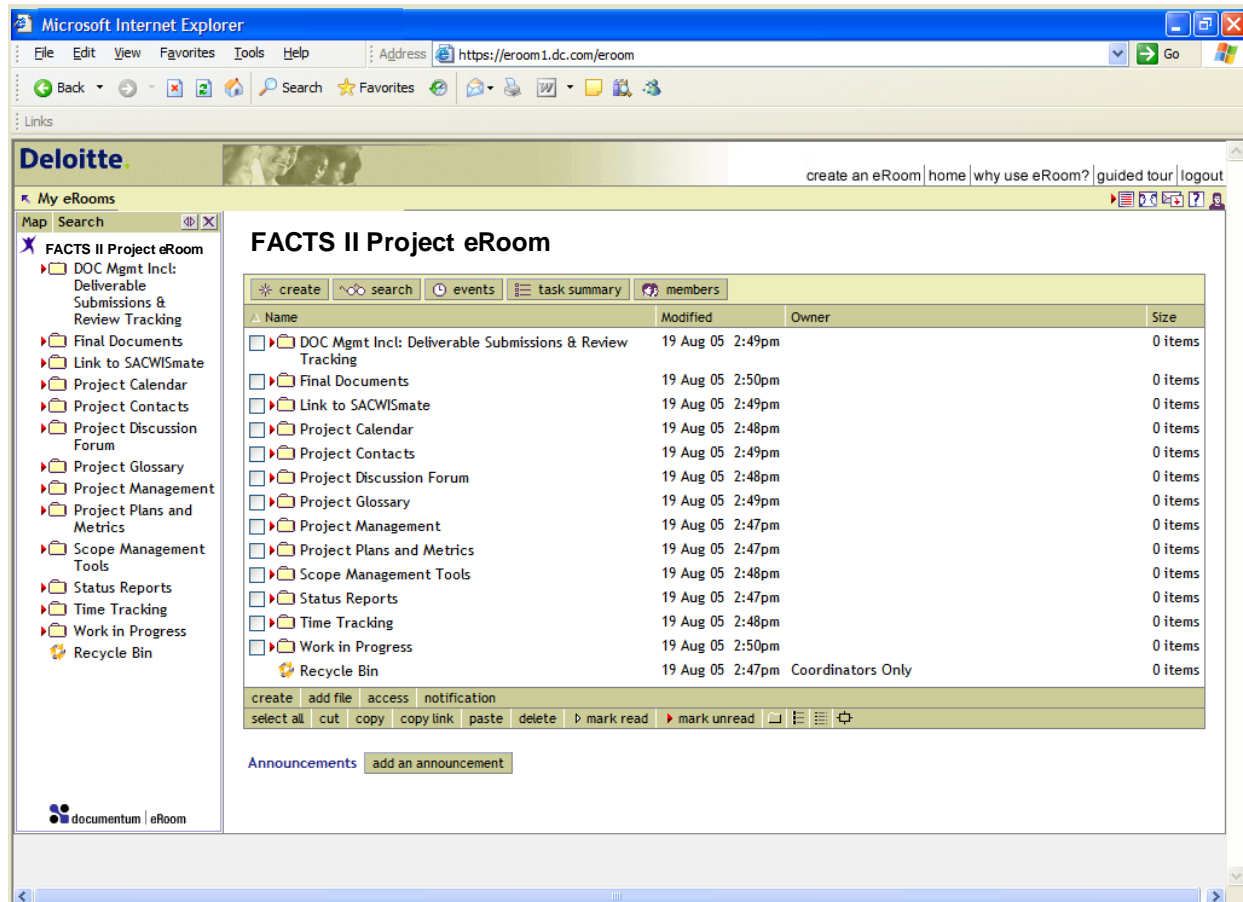 Microsoft Internet Explorer
File Edit View Favorites Tools Help Address https://eroom1.dc.com/eroom Go
Back Search Favorites
Links
Deloitte.
create an eRoom home why use eRoom? guided tour logout
My eRooms
Map Search
FACTS II Project eRoom
DOC Mgmt Incl:
Deliverable
Submissions &
Review Tracking
Final Documents
Link to SACWISmate
Project Calendar
Project Contacts
Project Discussion
Forum
Project Glossary
Project Management
Project Plans and
Metrics
Scope Management
Tools
Status Reports
Time Tracking
Work in Progress
Recycle Bin
documentum eRoom
FACTS II Project eRoom
create search events task summary members
Name Modified Owner Size
DOC Mgmt Incl: Deliverable Submissions & Review 19 Aug 05 2:49pm 0 items
Tracking
Final Documents 19 Aug 05 2:50pm 0 items
Link to SACWISmate 19 Aug 05 2:49pm 0 items
Project Calendar 19 Aug 05 2:48pm 0 items
Project Contacts 19 Aug 05 2:49pm 0 items
Project Discussion Forum 19 Aug 05 2:48pm 0 items
Project Glossary 19 Aug 05 2:49pm 0 items
Project Management 19 Aug 05 2:47pm 0 items
Project Plans and Metrics 19 Aug 05 2:47pm 0 items
Scope Management Tools 19 Aug 05 2:48pm 0 items
Status Reports 19 Aug 05 2:47pm 0 items
Time Tracking 19 Aug 05 2:48pm 0 items
Work in Progress 19 Aug 05 2:50pm 0 items
Recycle Bin 19 Aug 05 2:47pm Coordinators Only 0 items
create add file access notification
select all cut copy copy link paste delete mark read mark unread
Announcements add an announcement